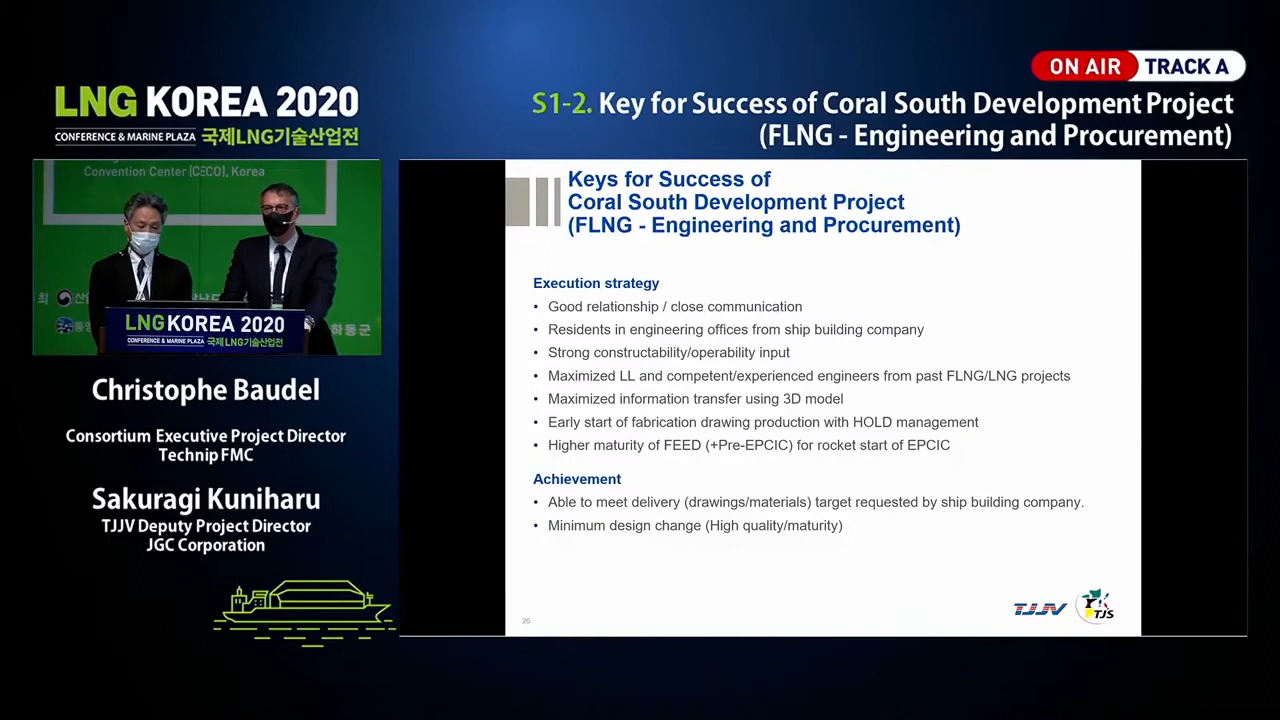 ON AIR TRACK A
LNG KOREA 2020
CONFERENCE & MARINE PLAZA 국제LNG기술산업전
S1-2. Key for Success of Coral South Development Project
(FLNG - Engineering and Procurement)
Convention Center (CECO), Korea
LNG KOREA 2020
CONFERENCE & MARINE PLAZA 국제LNG기술산업전
하동군
Christophe Baudel
Consortium Executive Project Director
Technip FMC
Sakuragi Kuniharu
TJJV Deputy Project Director
JGC Corporation
Keys for Success of
Coral South Development Project
(FLNG - Engineering and Procurement)
Execution strategy
• Good relationship / close communication
• Residents in engineering offices from ship building company
• Strong constructability/operability input
• Maximized LL and competent/experienced engineers from past FLNG/LNG projects
• Maximized information transfer using 3D model
• Early start of fabrication drawing production with HOLD management
• Higher maturity of FEED (+Pre-EPCIC) for rocket start of EPCIC
Achievement
• Able to meet delivery (drawings/materials) target requested by ship building company.
• Minimum design change (High quality/maturity)
26
TJJV
TJS